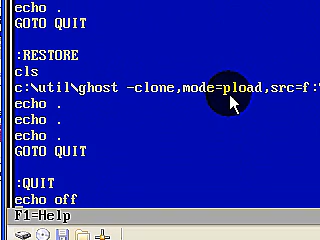 echo .
GOTO QUIT
:RESTORE
cls
c:\util\ghost -clone,mode=pload,src=f:
echo .
echo .
echo .
GOTO QUIT
:QUIT
echo off
F1=Help